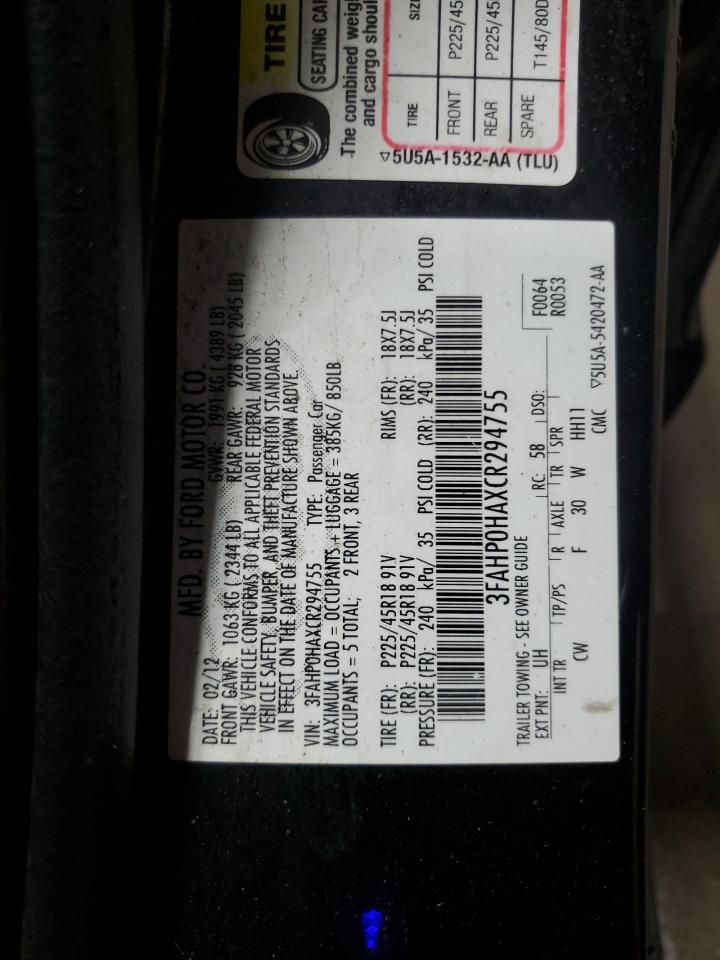 MFD. BY FORD MOTOR CO.
DATE: 02/12 GVWR: 1991 KG ( 4389 LB)
FRONT GAWR: 1063 KG ( 2344 LB) REAR GAWR: 928 KG ( 2045 LB)
THIS VEHICLE CONFORMS TO ALL APPLICABLE FEDERAL MOTOR
VEHICLE SAFETY, BUMPER, AND THEFT PREVENTION STANDARDS
IN EFFECT ON THE DATE OF MANUFACTURE SHOWN ABOVE.
VIN: 3FAHP0HAXCR294755 TYPE: Passenger Car
MAXIMUM LOAD = OCCUPANTS + LUGGAGE = 385KG/ 850LB
OCCUPANTS = 5 TOTAL; 2 FRONT, 3 REAR
TIRE (FR): P225/45R18 91V RIMS (FR): 18X7.5J
(RR): P225/45R18 91V (RR): 18X7.5J
PRESSURE (FR): 240 kPa/ 35 PSI COLD (RR): 240 kPa/ 35 PSI COLD
3FAHP0HAXCR294755
TRAILER TOWING - SEE OWNER GUIDE
EXT PNT: UH RC: 58 DSO: F0064
R0053
INT TR TP/PS R AXLE TR SPR
CW F 30 W HH11
CMC ▽5U5A-5420472-AA
TIRE
SEATING CAP
The combined weigh
and cargo shoul
TIRE SIZE
FRONT P225/45
REAR P225/45
SPARE T145/80D
▽5U5A-1532-AA (TLU)